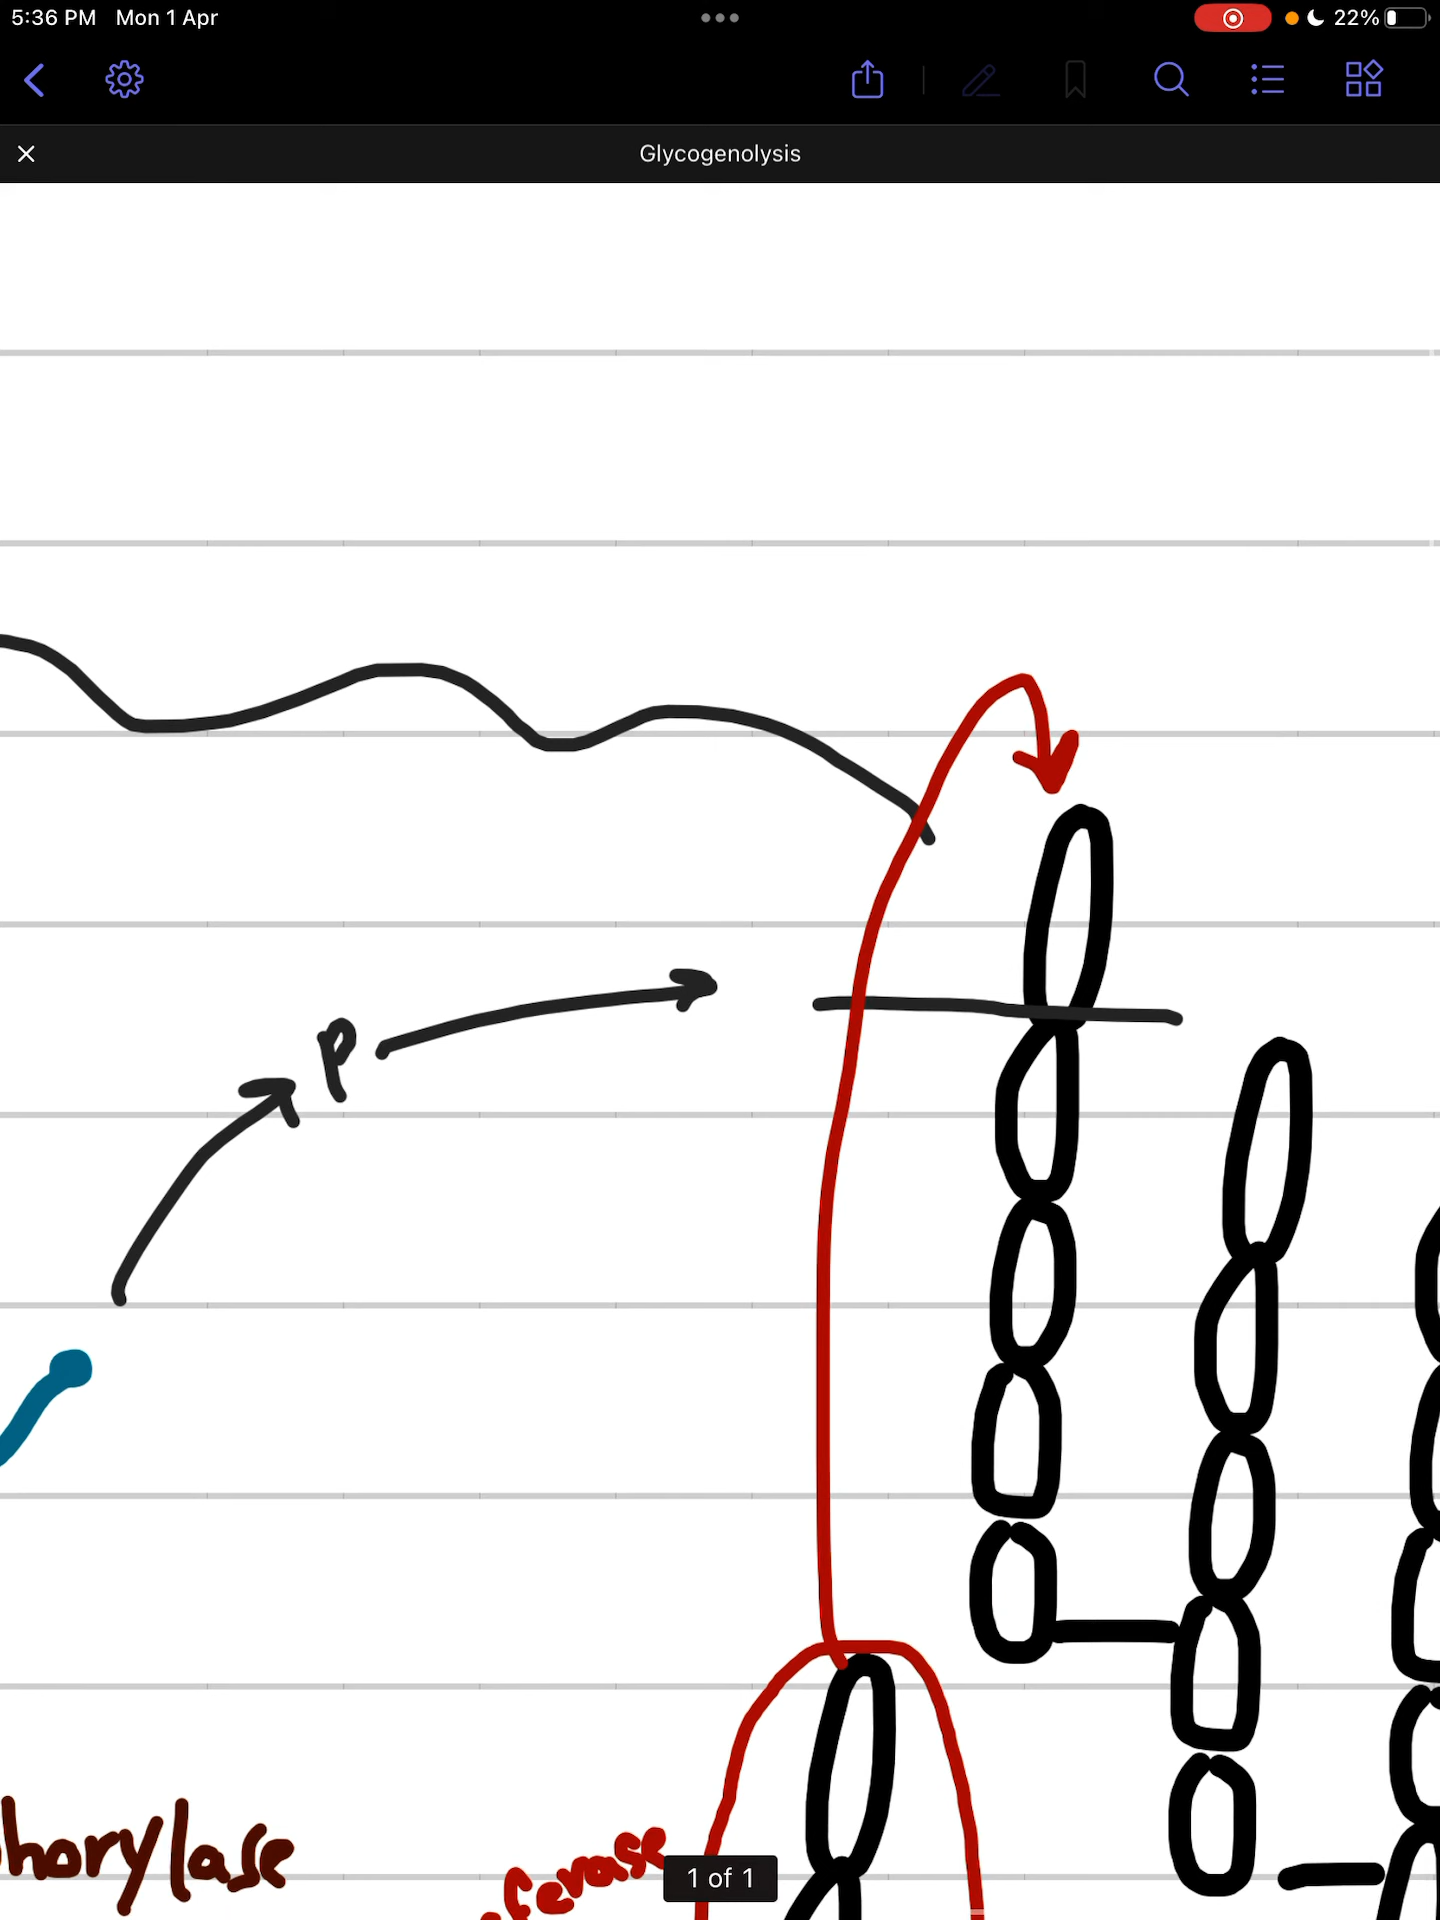 5:36 PM Mon 1 Apr
22%
Glycogenolysis
P
horylase
ferase
1 of 1